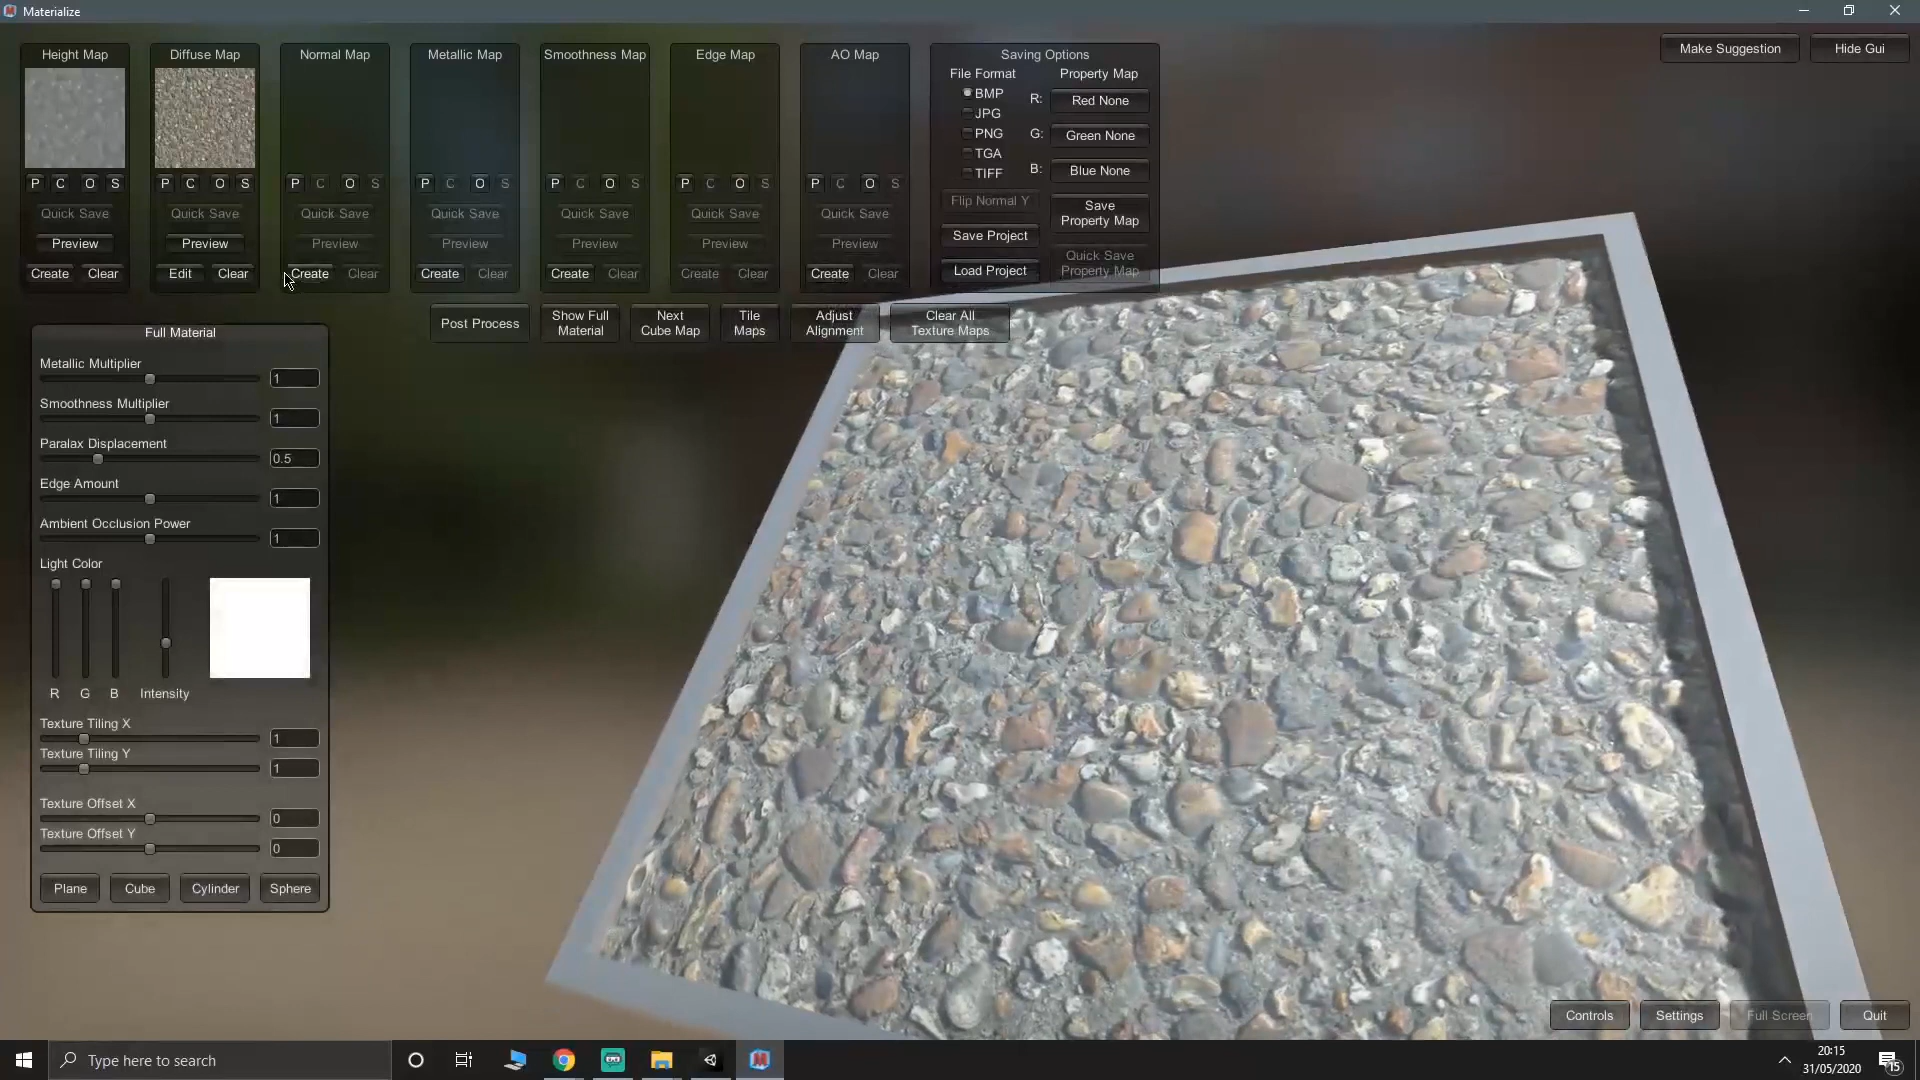 Materialize
Height Map
Diffuse Map
Normal Map
Metallic Map
Smoothness Map
Edge Map
AO Map
Saving Options
Make Suggestion
Hide Gui
File Format
Property Map
BMP
R:
Red None
JPG
PNG
G:
Green None
TGA
B:
Blue None
TIFF
P C O S
P C O S
P C O S
P C O S
P C O S
P C O S
P C O S
Flip Normal Y
Save
Property Map
Quick Save
Quick Save
Quick Save
Quick Save
Quick Save
Quick Save
Quick Save
Save Project
Preview
Preview
Preview
Preview
Preview
Preview
Preview
Quick Save
Property Map
Load Project
Create Clear
Edit Clear
Create Clear
Create Clear
Create Clear
Create Clear
Create Clear
Post Process
Show Full
Material
Next
Cube Map
Tile
Maps
Adjust
Alignment
Clear All
Texture Maps
Full Material
Metallic Multiplier
1
Smoothness Multiplier
1
Paralax Displacement
0.5
Edge Amount
1
Ambient Occlusion Power
1
Light Color
R G B Intensity
Texture Tiling X
1
Texture Tiling Y
1
Texture Offset X
0
Texture Offset Y
0
Plane Cube Cylinder Sphere
Controls Settings Full Screen Quit
Type here to search
20:15
31/05/2020
15